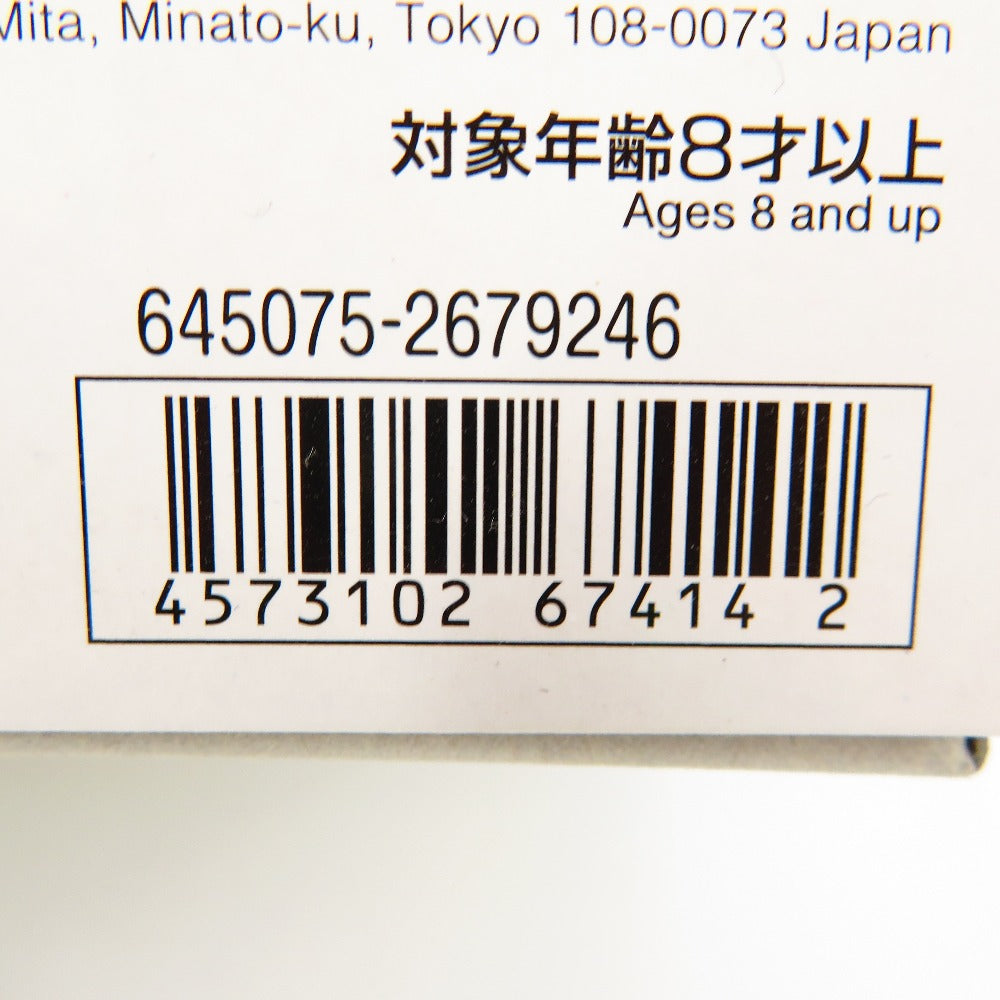 Mita, Minato-ku, Tokyo 108-0073 Japan
対象年齢8才以上
Ages 8 and up
645075-2679246
4573102 67414 2